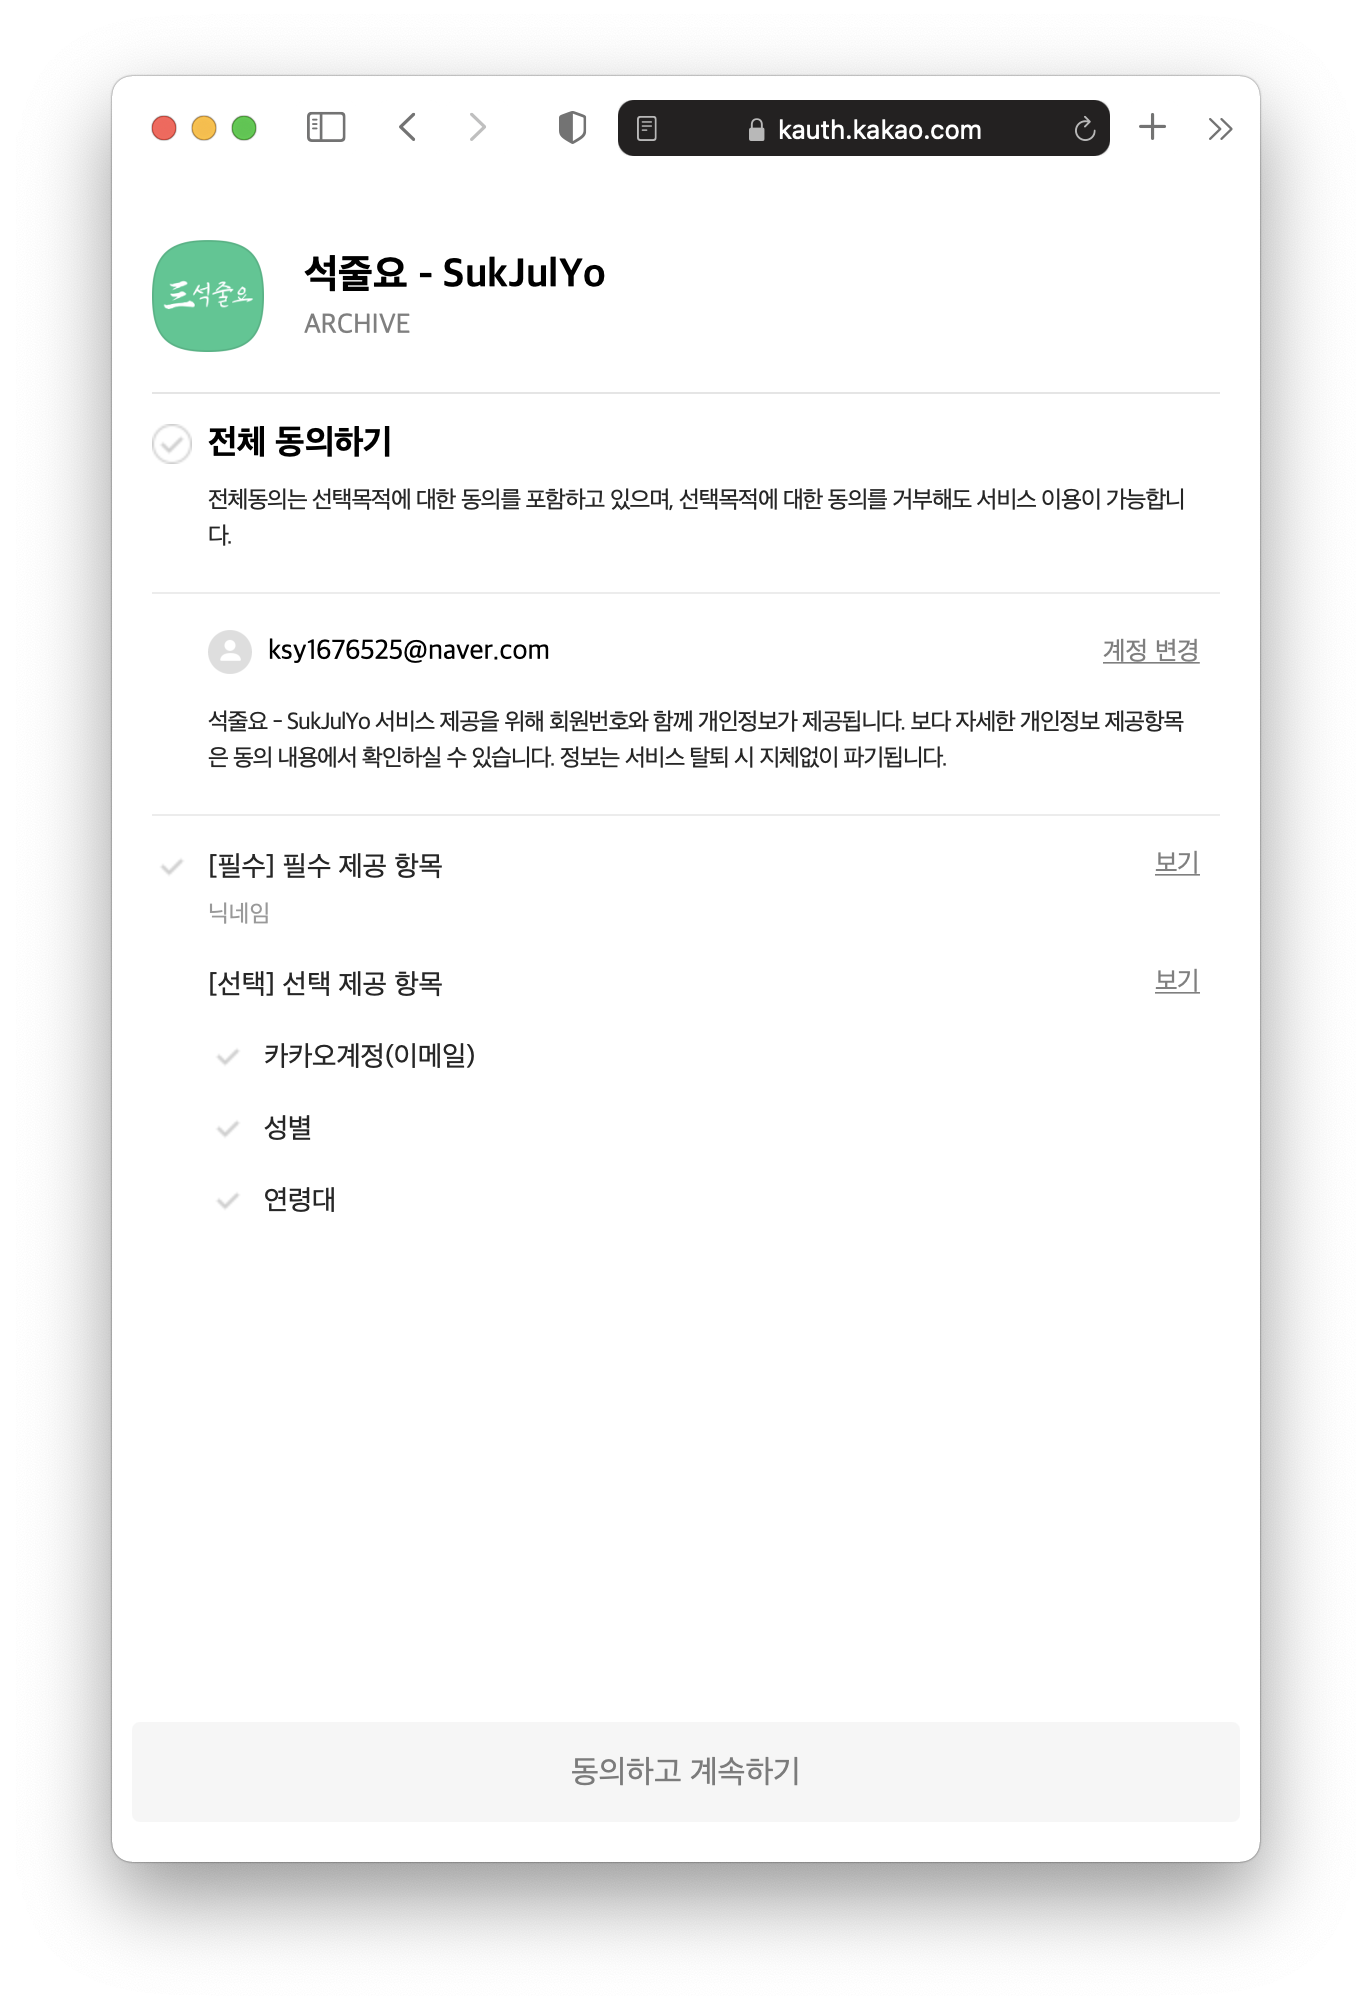 kauth.kakao.com
三석줄요
석줄요 - SukJulYo
ARCHIVE
전체 동의하기
전체동의는 선택목적에 대한 동의를 포함하고 있으며, 선택목적에 대한 동의를 거부해도 서비스 이용이 가능합니
다.
ksy1676525@naver.com 계정 변경
석줄요 - SukJulYo 서비스 제공을 위해 회원번호와 함께 개인정보가 제공됩니다. 보다 자세한 개인정보 제공항목
은 동의 내용에서 확인하실 수 있습니다. 정보는 서비스 탈퇴 시 지체없이 파기됩니다.
[필수] 필수 제공 항목 보기
닉네임
[선택] 선택 제공 항목 보기
카카오계정(이메일)
성별
연령대
동의하고 계속하기